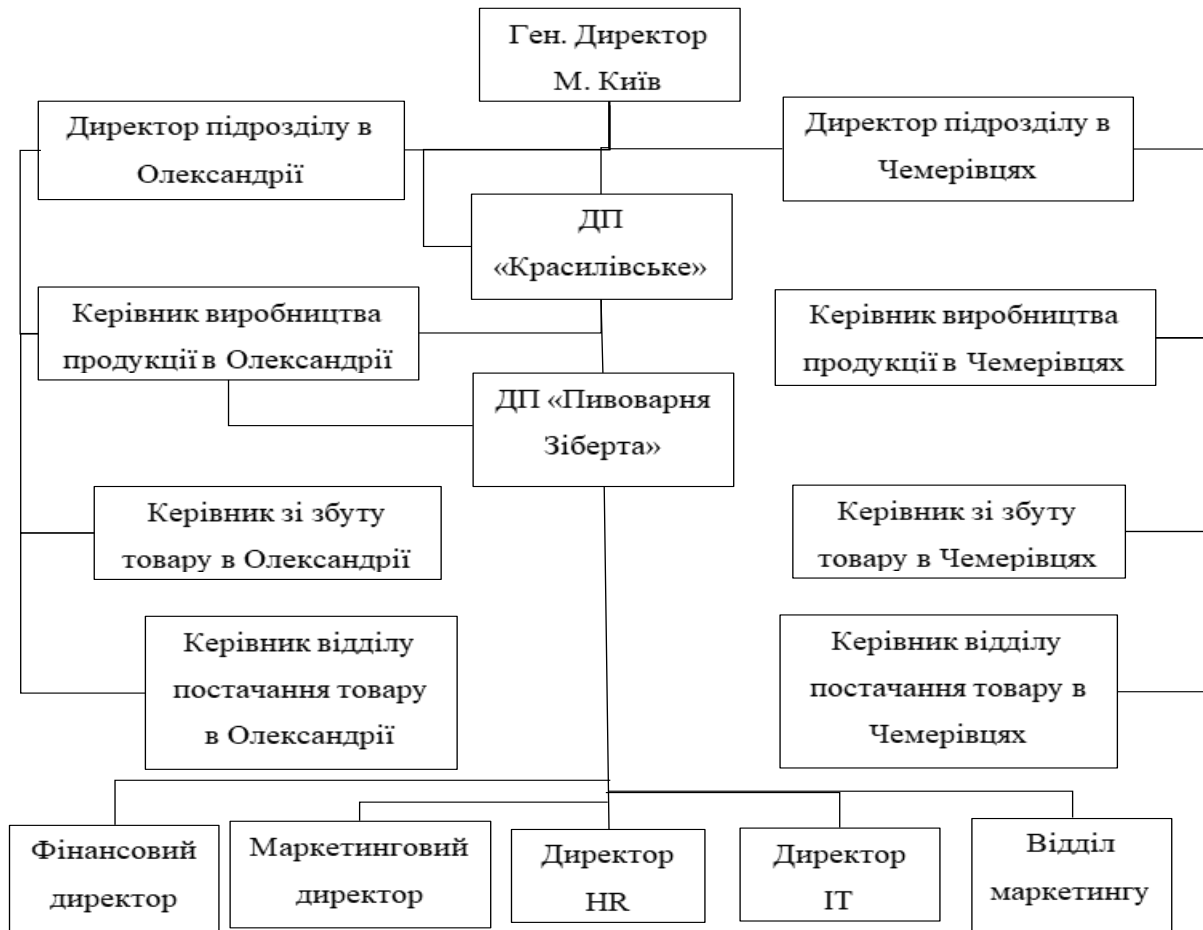 Ген. Директор
М. Київ
Директор підрозділу в
Олександрії
Директор підрозділу в
Чемерівцях
ДП
«Красилівське»
Керівник виробництва
продукції в Олександрії
Керівник виробництва
продукції в Чемерівцях
ДП «Пивоварня
Зіберта»
Керівник зі збуту
товару в Олександрії
Керівник зі збуту
товару в Чемерівцях
Керівник відділу
постачання товару
в Олександрії
Керівник відділу
постачання товару в
Чемерівцях
Фінансовий
директор
Маркетинговий
директор
Директор
HR
Директор
ІТ
Відділ
маркетингу